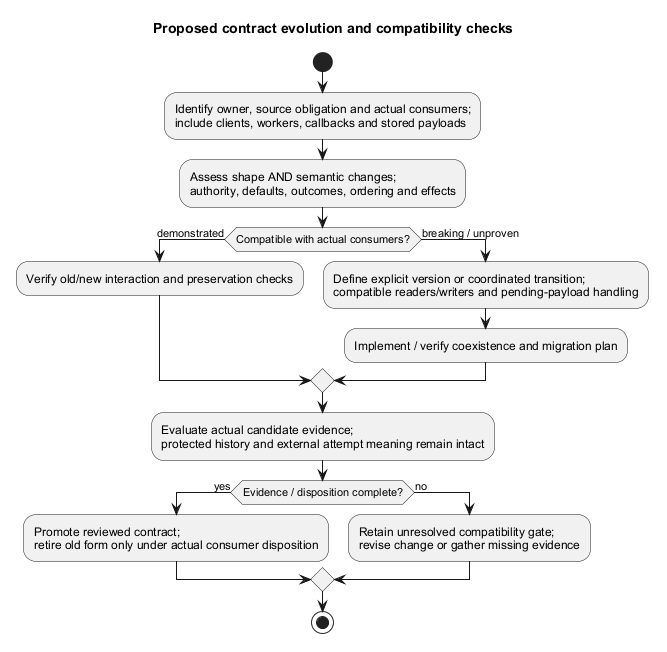 Proposed contract evolution and compatibility checks
Identify owner, source obligation and actual consumers;
include clients, workers, callbacks and stored payloads
Assess shape AND semantic changes;
authority, defaults, outcomes, ordering and effects
demonstrated
Compatible with actual consumers?
breaking / unproven
Verify old/new interaction and preservation checks
Define explicit version or coordinated transition;
compatible readers/writers and pending-payload handling
Implement / verify coexistence and migration plan
Evaluate actual candidate evidence;
protected history and external attempt meaning remain intact
yes
Evidence / disposition complete?
no
Promote reviewed contract;
retire old form only under actual consumer disposition
Retain unresolved compatibility gate;
revise change or gather missing evidence